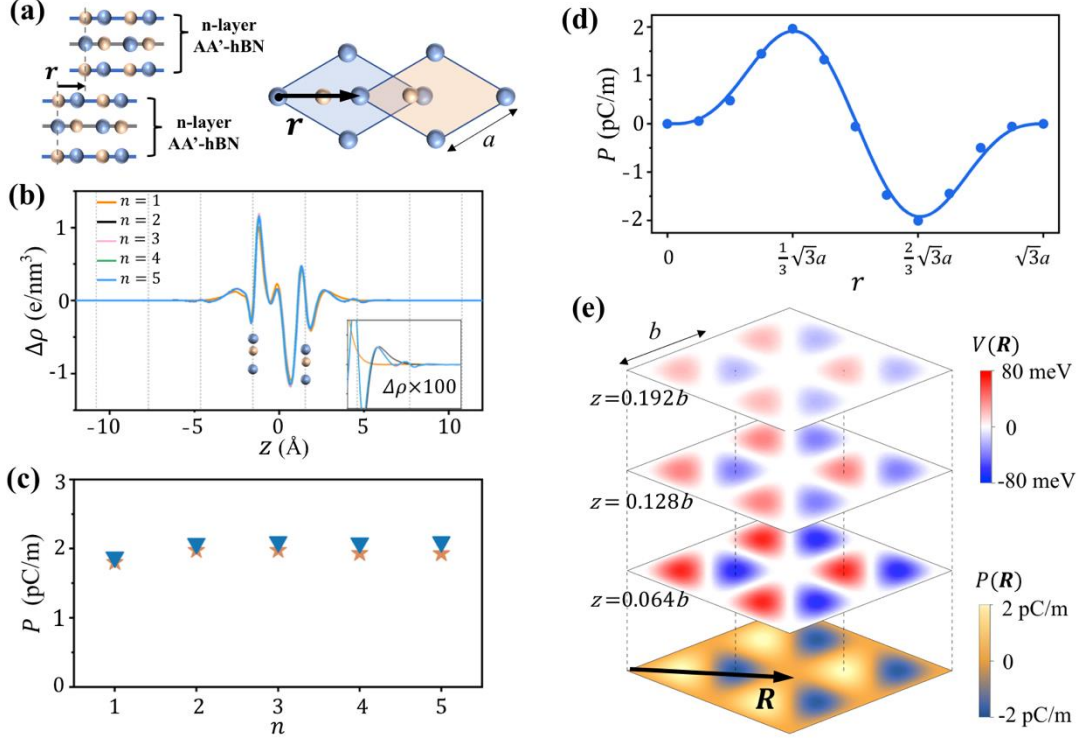 (a)
n-layer
AA'-hBN
r
n-layer
AA'-hBN
r
a
(b)
n = 1
n = 2
n = 3
n = 4
n = 5
Δρ (e/nm³)
1
0
-1
Δρ×100
−10
−5
0
5
10
z (Å)
(c)
P (pC/m)
3
2
1
0
1
2
3
4
5
n
(d)
P (pC/m)
2
1
0
-1
-2
0
1/3 √3a
2/3 √3a
√3a
r
(e)
b
z=0.192b
z=0.128b
z=0.064b
R
V(R)
80 meV
0
-80 meV
P(R)
2 pC/m
0
-2 pC/m